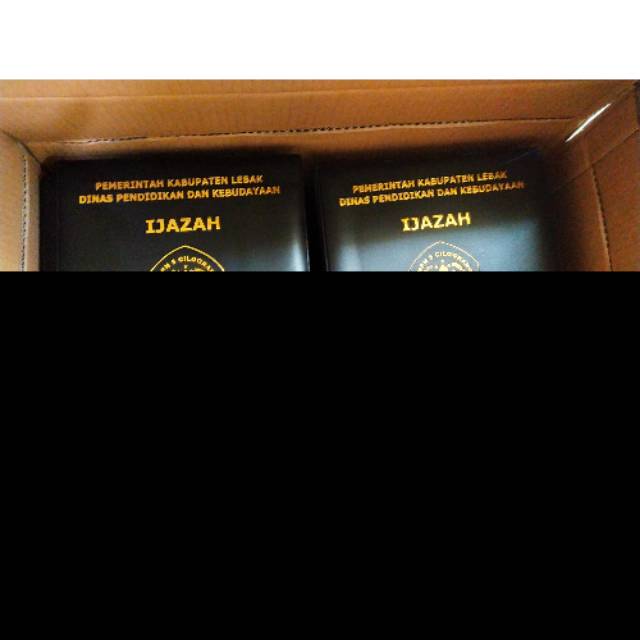 PEMERINTAH KABUPATEN LEBAK
DINAS PENDIDIKAN DAN KEBUDAYAAN
IJAZAH
PEMERINTAH KABUPATEN LEBAK
DINAS PENDIDIKAN DAN KEBUDAYAAN
IJAZAH